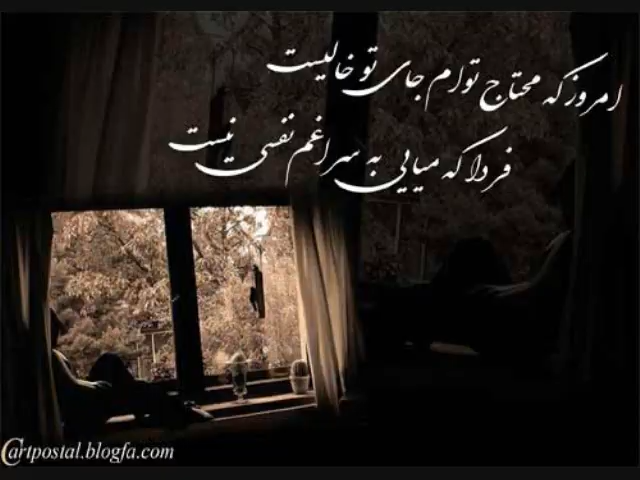 امروز که محتاج توام جای تو خالیست
فردا که میایی به سراغم نفسی نیست
Cartpostal.blogfa.com